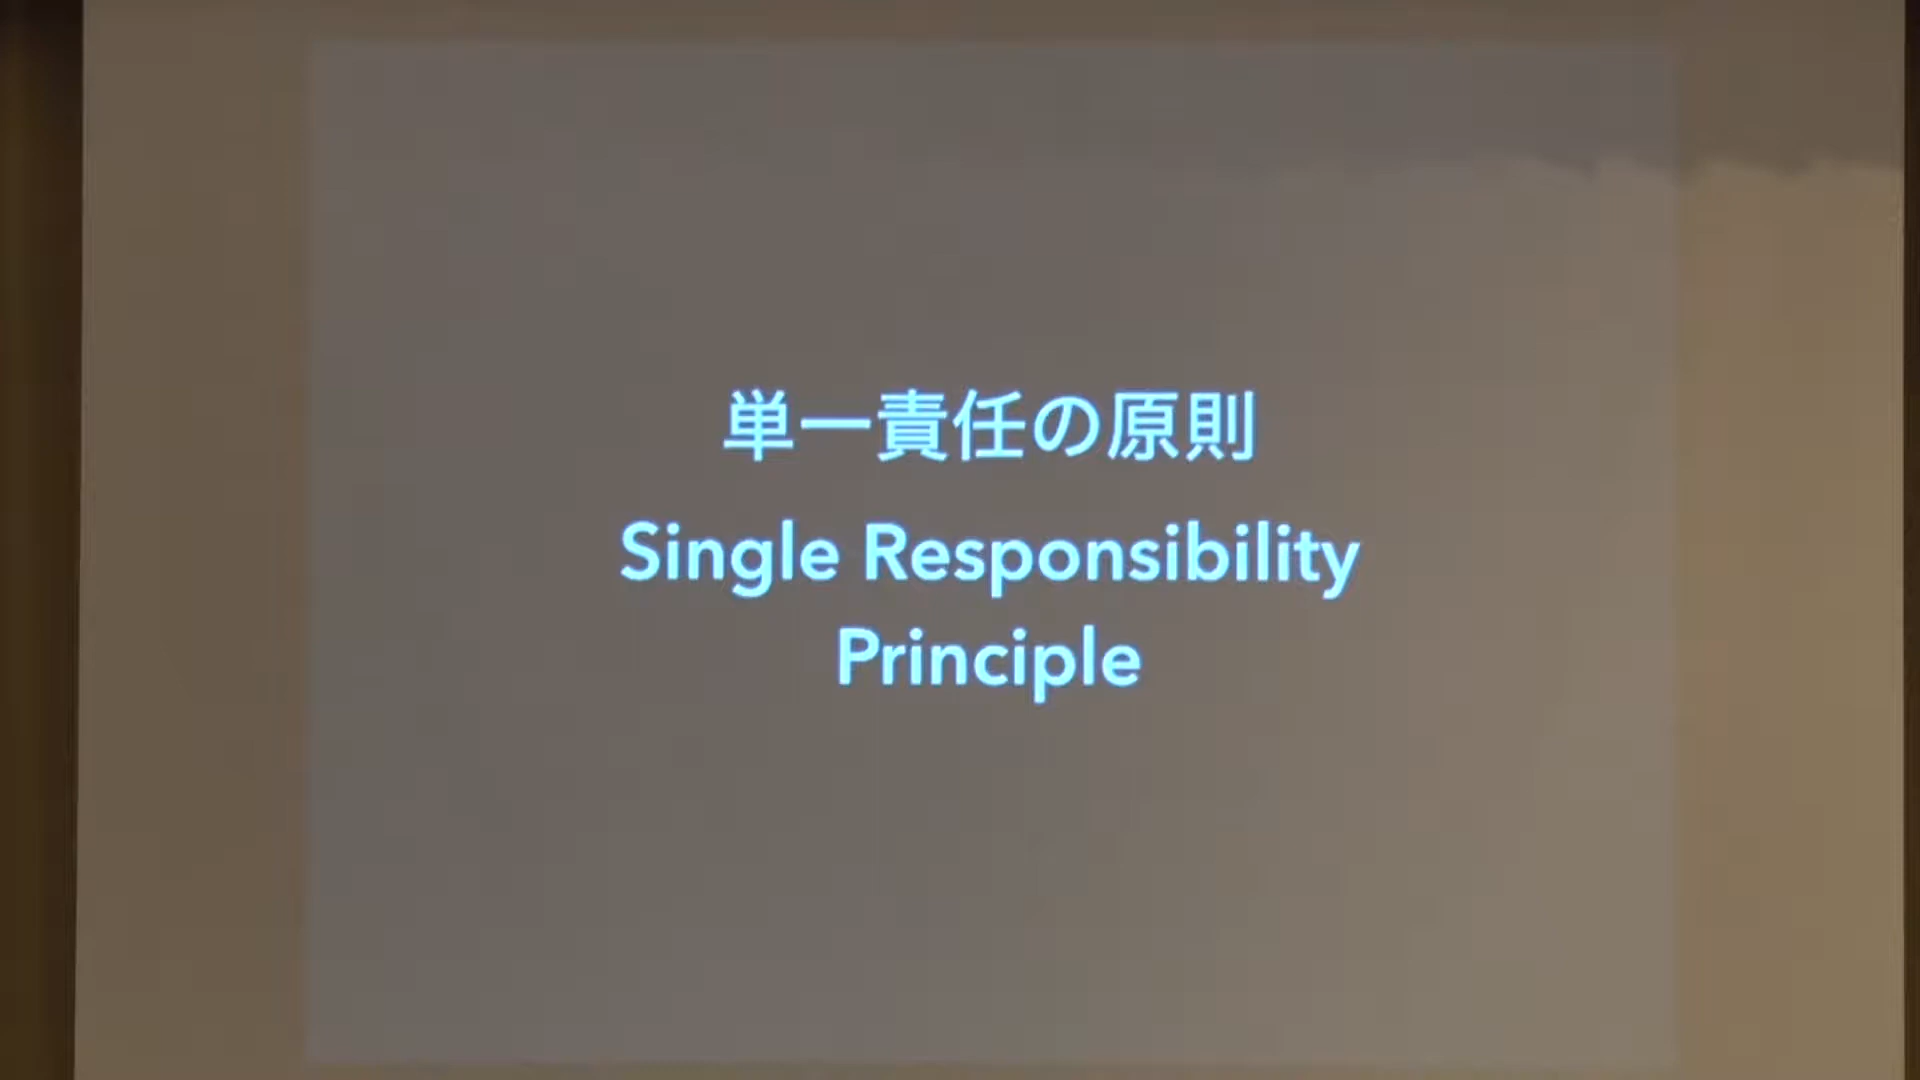 単一責任の原則
Single Responsibility
Principle